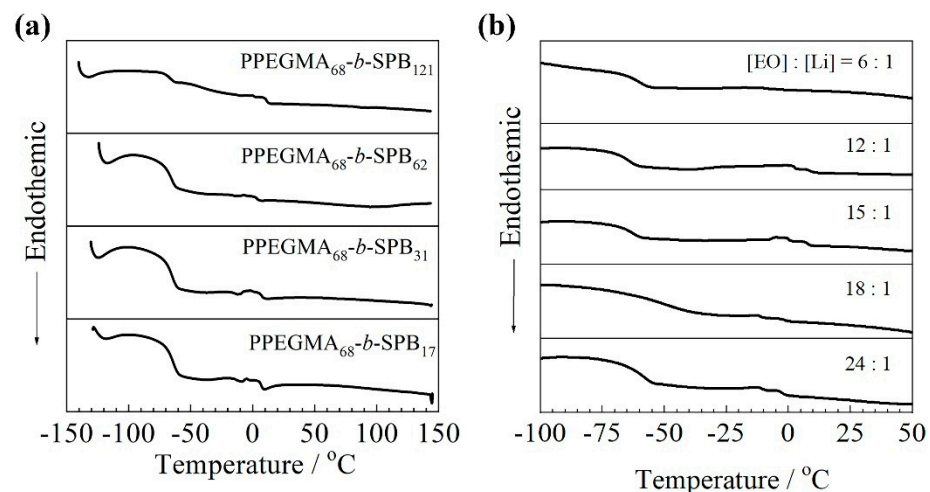 (a)
PPEGMA68-b-SPB121
PPEGMA68-b-SPB62
PPEGMA68-b-SPB31
PPEGMA68-b-SPB17
Endothemic
-150 -100 -50 0 50 100 150
Temperature / °C
(b)
[EO] : [Li] = 6 : 1
12 : 1
15 : 1
18 : 1
24 : 1
Endothemic
-100 -75 -50 -25 0 25 50
Temperature / °C